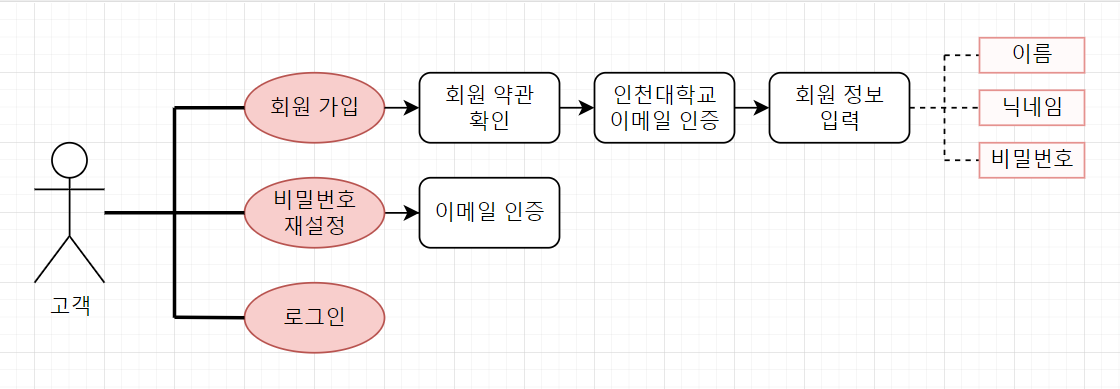 회원 가입
회원 약관
확인
인천대학교
이메일 인증
회원 정보
입력
이름
닉네임
비밀번호
비밀번호
재설정
이메일 인증
로그인
고객